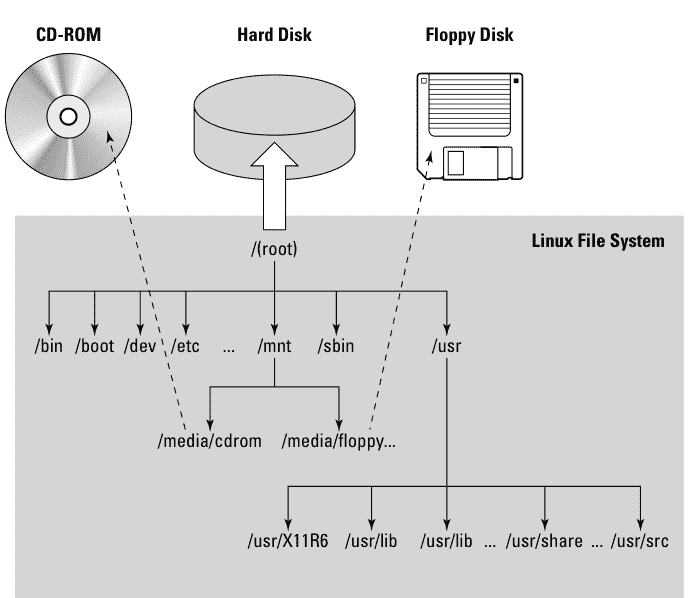 CD-ROM Hard Disk Floppy Disk
/(root) Linux File System
/bin /boot /dev /etc ... /mnt /sbin /usr
/media/cdrom /media/floppy...
/usr/X11R6 /usr/lib /usr/lib ... /usr/share ... /usr/src